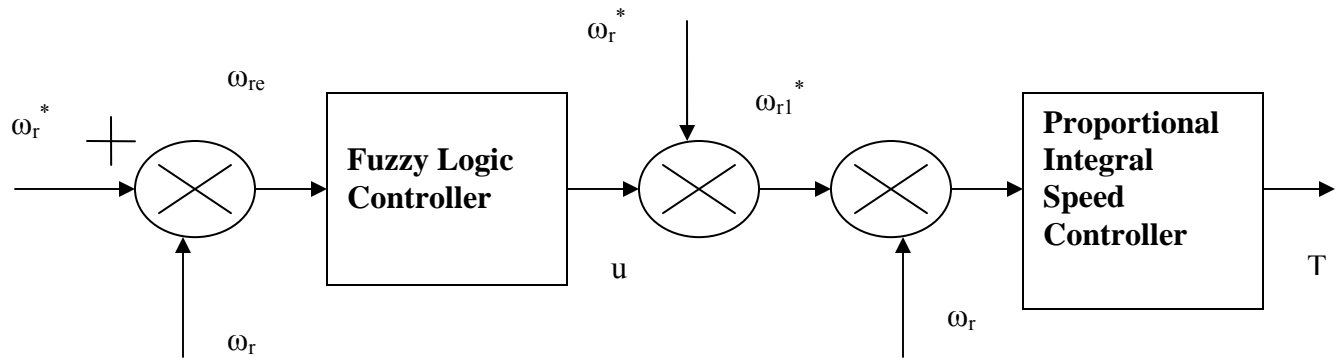 ωr*
ωre
Fuzzy Logic
Controller
ωr
u
ωr*
ωr1*
ωr
Proportional
Integral
Speed
Controller
T